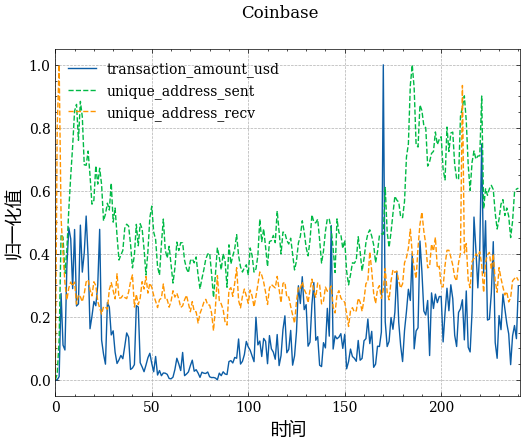 Coinbase
transaction_amount_usd
unique_address_sent
unique_address_recv
1.0
0.8
0.6
0.4
0.2
0.0
归一化值
0 50 100 150 200
时间